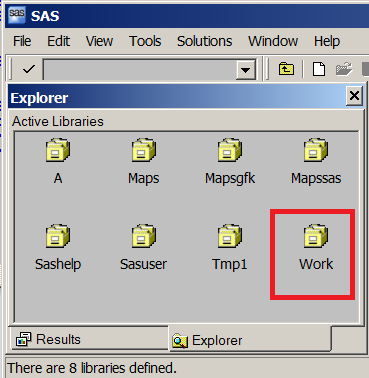 sas SAS
File Edit View Tools Solutions Window Help
Explorer
Active Libraries
A Maps Mapsgfk Mapssas
Sashelp Sasuser Tmp1 Work
Results Explorer
There are 8 libraries defined.